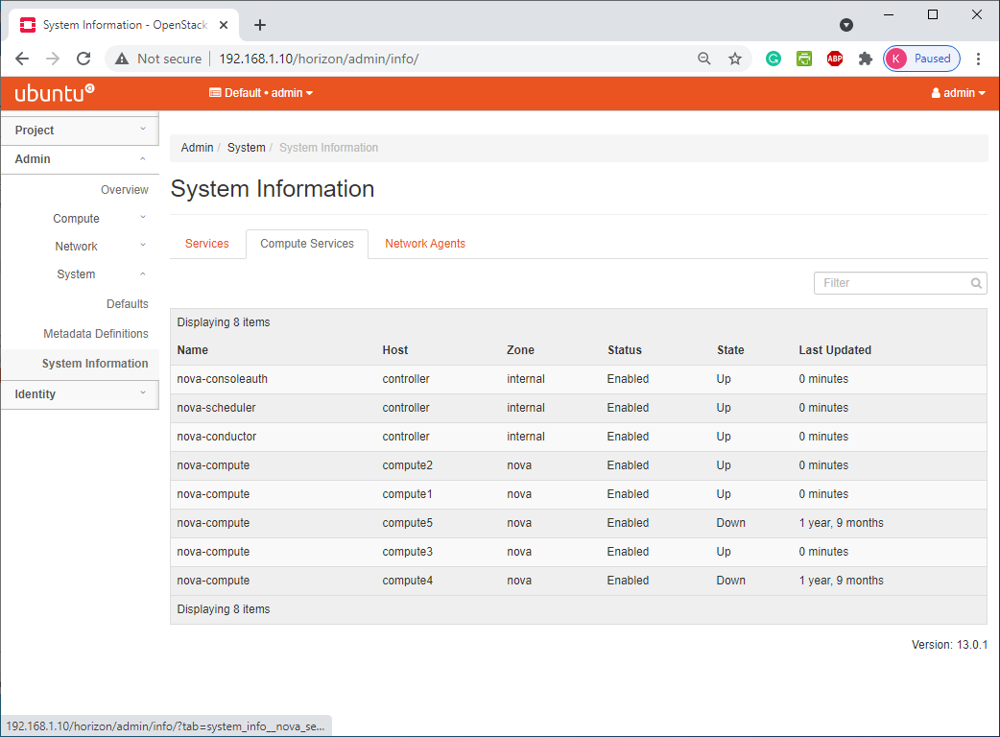 System Information - OpenStack
Not secure 192.168.1.10/horizon/admin/info/ ABP K Paused
ubuntu Default • admin admin
Project
Admin
Overview
Compute
Network
System
Defaults
Metadata Definitions
System Information
Identity
Admin / System / System Information
System Information
Services Compute Services Network Agents
Filter
Displaying 8 items
Name Host Zone Status State Last Updated
nova-consoleauth controller internal Enabled Up 0 minutes
nova-scheduler controller internal Enabled Up 0 minutes
nova-conductor controller internal Enabled Up 0 minutes
nova-compute compute2 nova Enabled Up 0 minutes
nova-compute compute1 nova Enabled Up 0 minutes
nova-compute compute5 nova Enabled Down 1 year, 9 months
nova-compute compute3 nova Enabled Up 0 minutes
nova-compute compute4 nova Enabled Down 1 year, 9 months
Displaying 8 items
Version: 13.0.1
192.168.1.10/horizon/admin/info/?tab=system_info__nova_se...